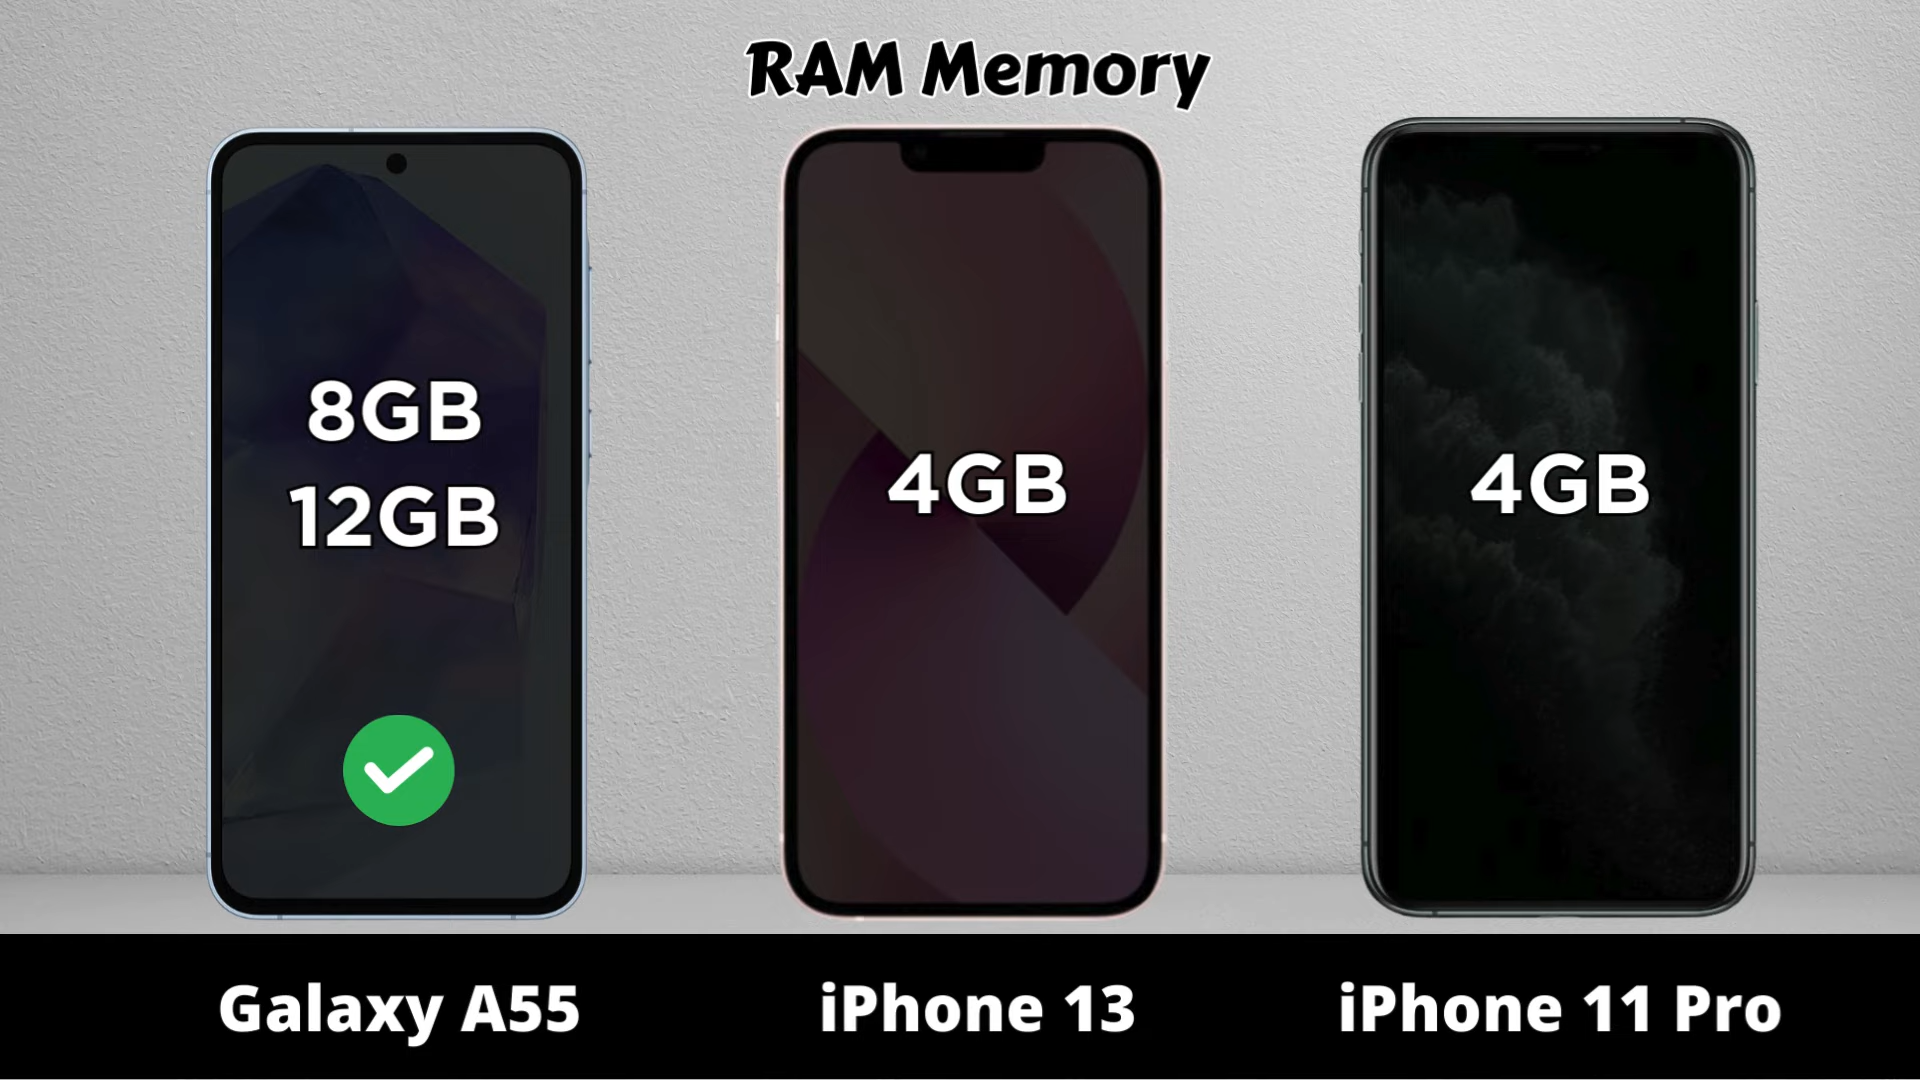 RAM Memory
8GB
12GB
4GB
4GB
Galaxy A55
iPhone 13
iPhone 11 Pro